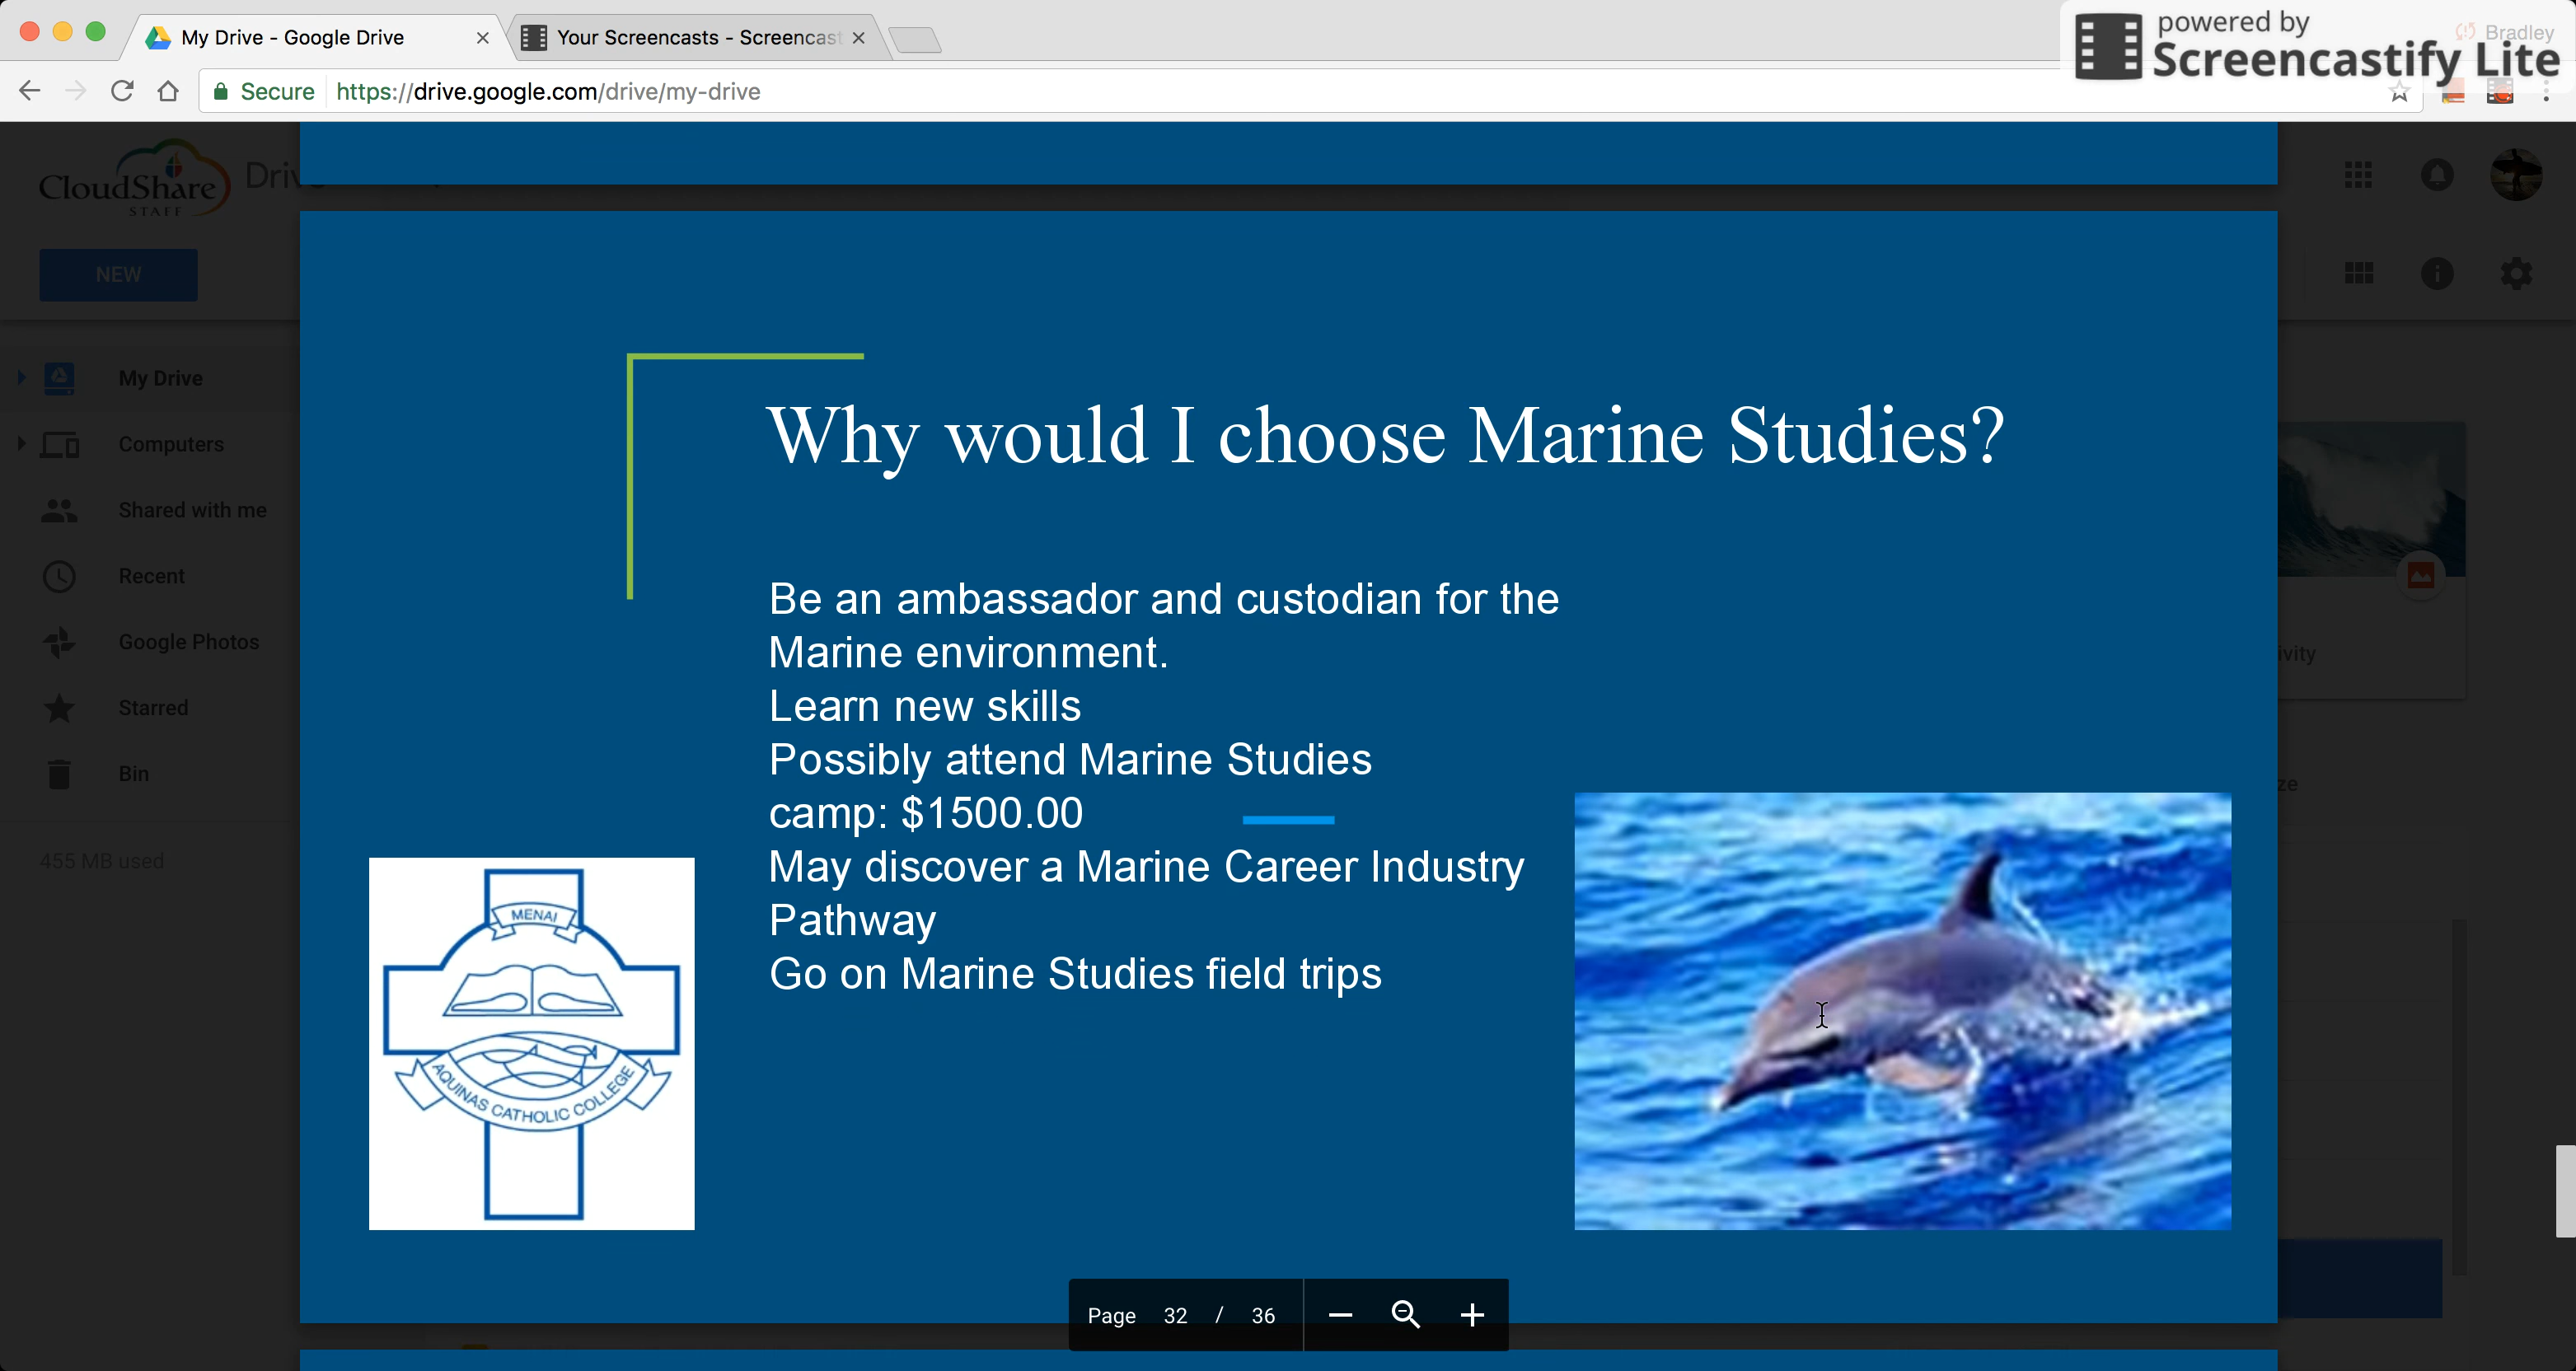 My Drive - Google Drive
Your Screencasts - Screencast
powered by
Screencastify Lite
Bradley
Secure
https://drive.google.com/drive/my-drive
CloudShare
STAFF
NEW
My Drive
Computers
Shared with me
Recent
Google Photos
Starred
Bin
455 MB used
Why would I choose Marine Studies?
Be an ambassador and custodian for the
Marine environment.
Learn new skills
Possibly attend Marine Studies
camp: $1500.00
May discover a Marine Career Industry
Pathway
Go on Marine Studies field trips
MENAI
AQUINAS CATHOLIC COLLEGE
Page 32 / 36